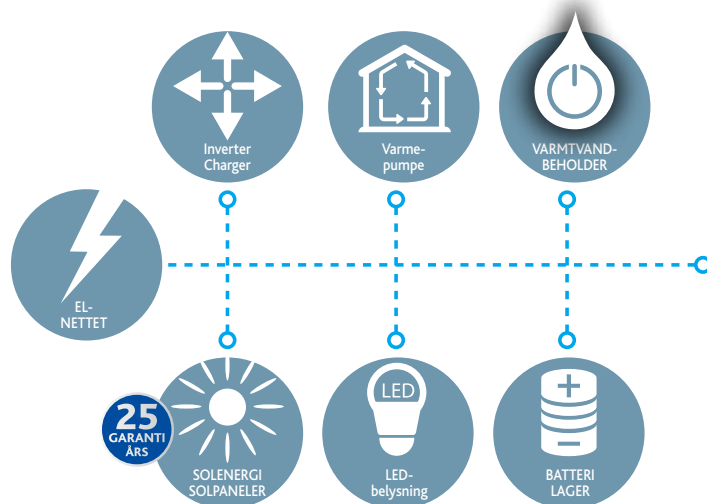 Inverter
Charger
Varme-
pumpe
VARMTVAND-
BEHOLDER
EL-
NETTET
25
GARANTI
ÅRS
SOLENERGI
SOLPANELER
LED
LED-
belysning
BATTERI
LAGER